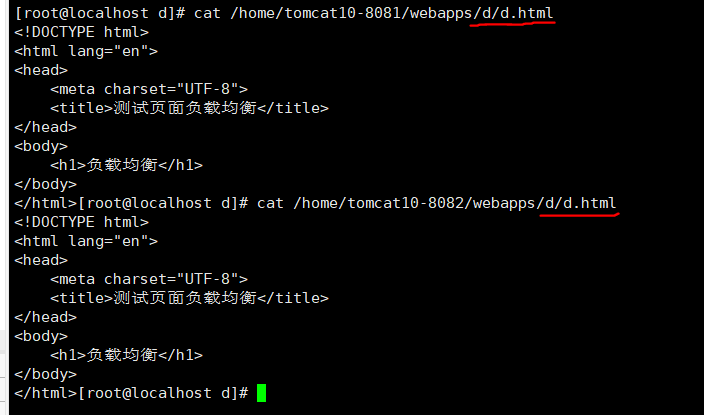 [root@localhost d]# cat /home/tomcat10-8081/webapps/d/d.html
<!DOCTYPE html>
<html lang="en">
<head>
    <meta charset="UTF-8">
    <title>测试页面负载均衡</title>
</head>
<body>
    <h1>负载均衡</h1>
</body>
</html>[root@localhost d]# cat /home/tomcat10-8082/webapps/d/d.html
<!DOCTYPE html>
<html lang="en">
<head>
    <meta charset="UTF-8">
    <title>测试页面负载均衡</title>
</head>
<body>
    <h1>负载均衡</h1>
</body>
</html>[root@localhost d]#